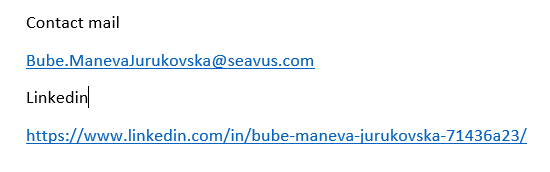 Contact mail
Bube.ManevaJurukovska@seavus.com
Linkedin
https://www.linkedin.com/in/bube-maneva-jurukovska-71436a23/